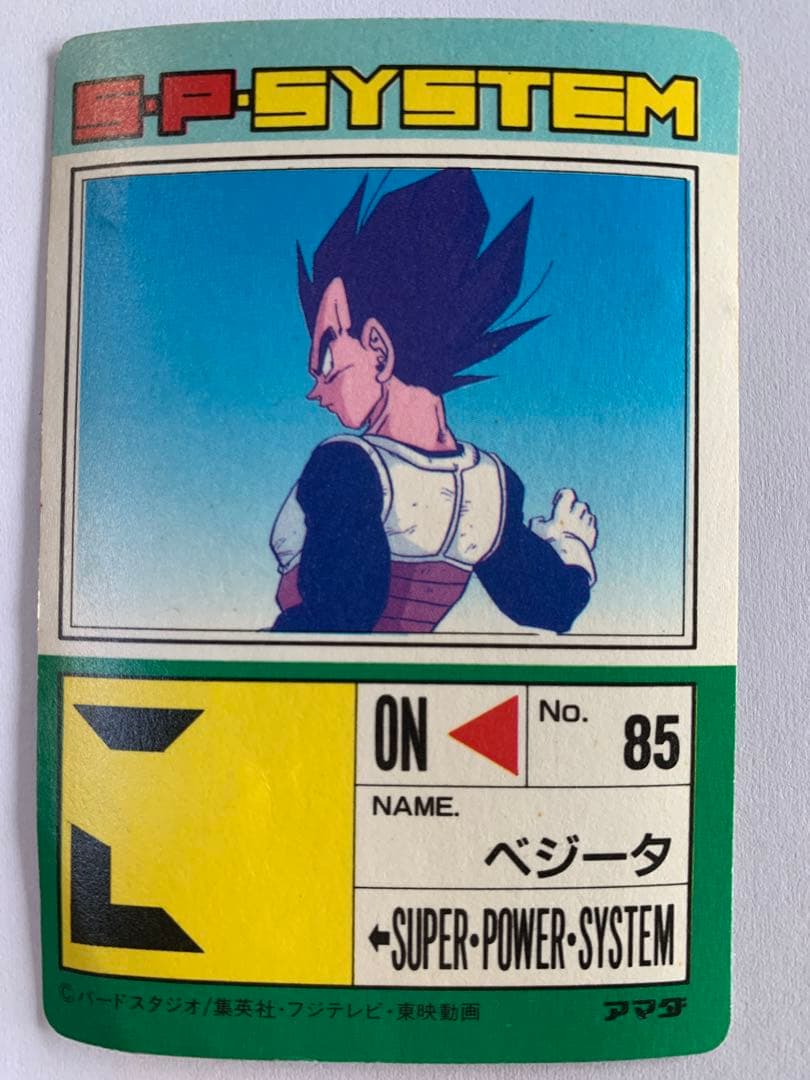 S·P·SYSTEM
ON
No. 85
NAME.
ベジータ
←SUPER·POWER·SYSTEM
©バードスタジオ/集英社・フジテレビ・東映動画
アマダ